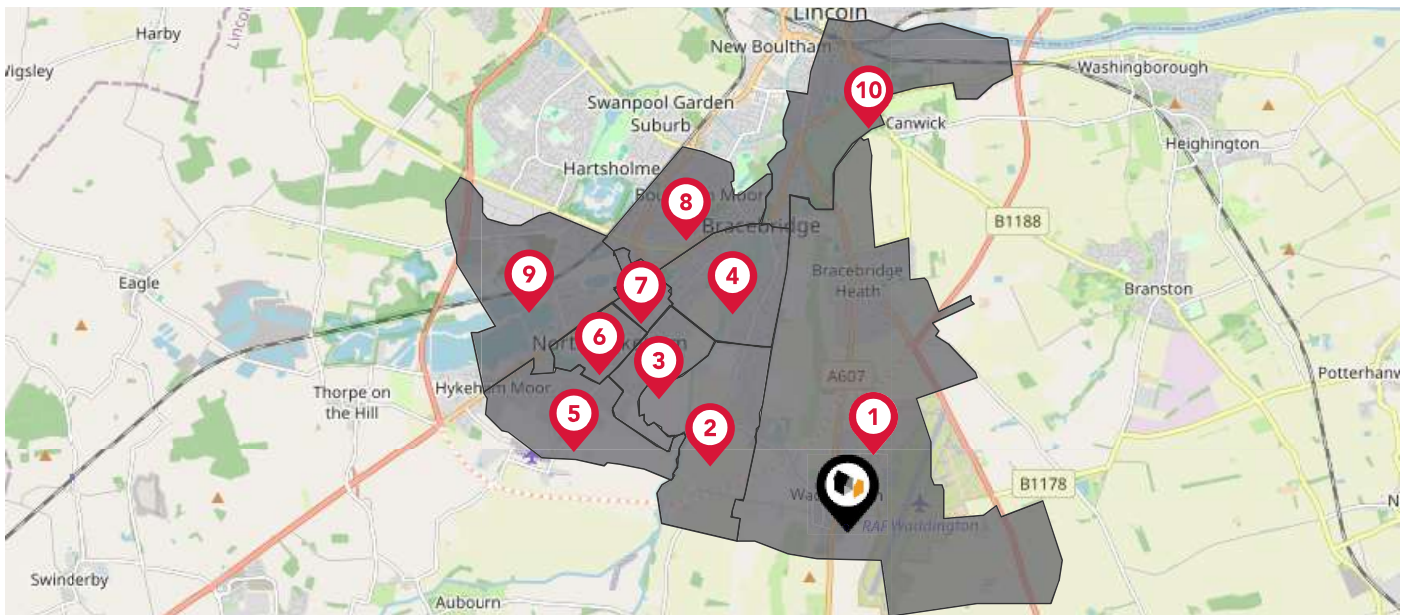 Lincoln
Harby
New Boultham
Wigsley
Washingborough
10
Swanpool Garden
Suburb
Canwick
Heighington
Hartsholme
8
Moor
Bracebridge
B1188
9
7
4
Bracebridge
Heath
Eagle
Branston
6
3
Thorpe on
the Hill
Hykeham Moor
A607
Potterhanw
5
2
1
B1178
RAF Waddington
Swinderby
Aubourn